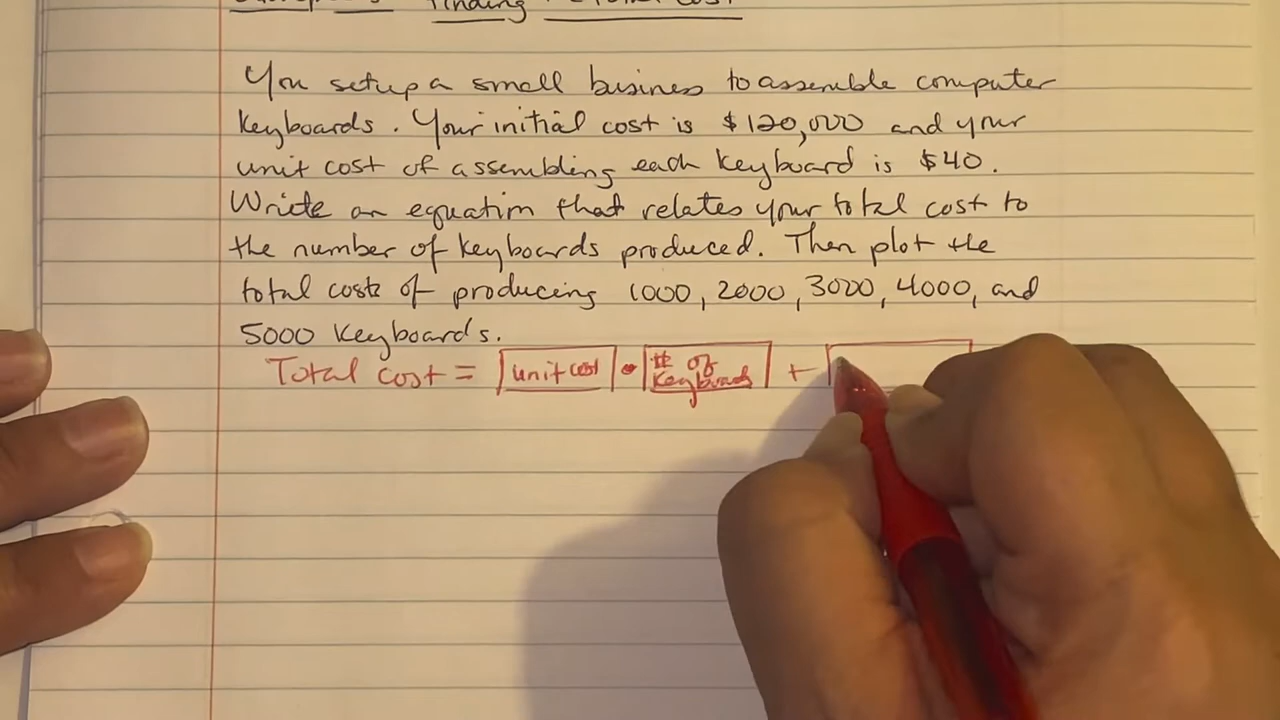 Finding Total Cost
You setup a small business to assemble computer
Keyboards. Your initial cost is $120,000 and your
unit cost of assembling each keyboard is $40.
Write an equation that relates your total cost to
the number of keyboards produced. Then plot the
total costs of producing 1000, 2000, 3000, 4000, and
5000 Keyboards.
Total cost = unit cost • # of Keyboards +